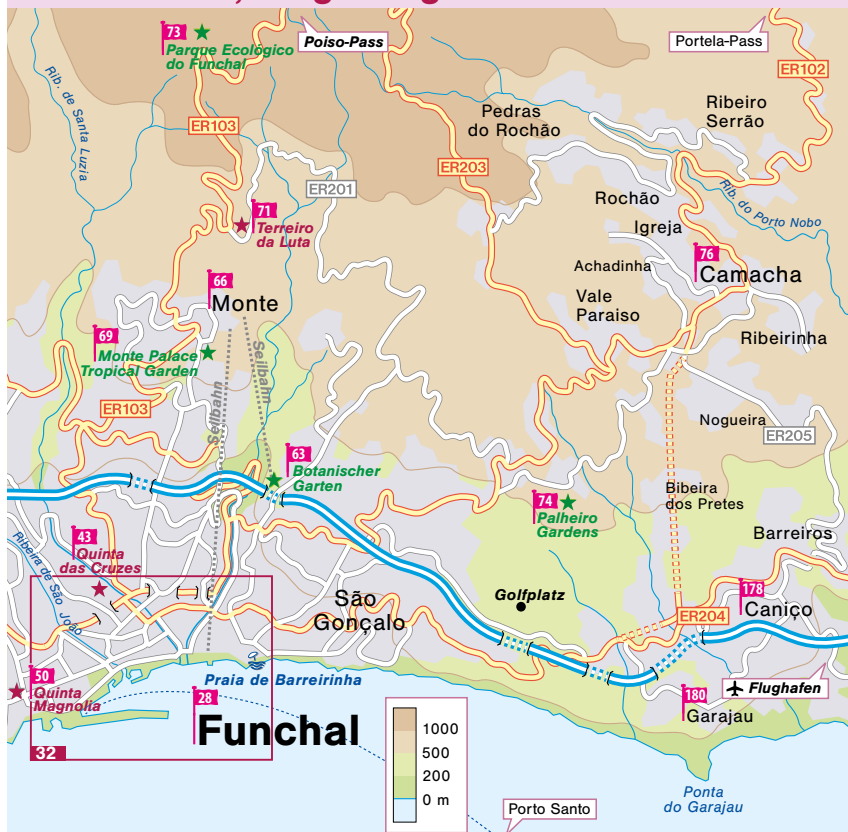 73
Parque Ecológico
do Funchal
Poiso-Pass
Portela-Pass
ER102
Rib. de Santa
Luzia
ER103
Pedras
do Rochão
Ribeiro
Serrão
ER203
ER201
Rochão
Rib. do Porto Nobo
71
Terreiro
da Luta
Igreja
76
Camacha
Achadinha
66
Monte
Vale
Paraiso
69
Monte Palace
Tropical Garden
Ribeirinha
Seilbahn
Seilbahn
ER103
Nogueira
ER205
63
Botanischer
Garten
74
Palheiro
Gardens
Bibeira
dos Pretes
Barreiros
43
Quinta
das Cruzes
Ribeira de São
João
São
Gonçalo
Golfplatz
178
Caniço
ER204
50
Quinta
Magnolia
Praia de Barreirinha
28
Funchal
32
180
Garajau
Flughafen
1000
500
200
0 m
Porto Santo
Ponta
do Garajau